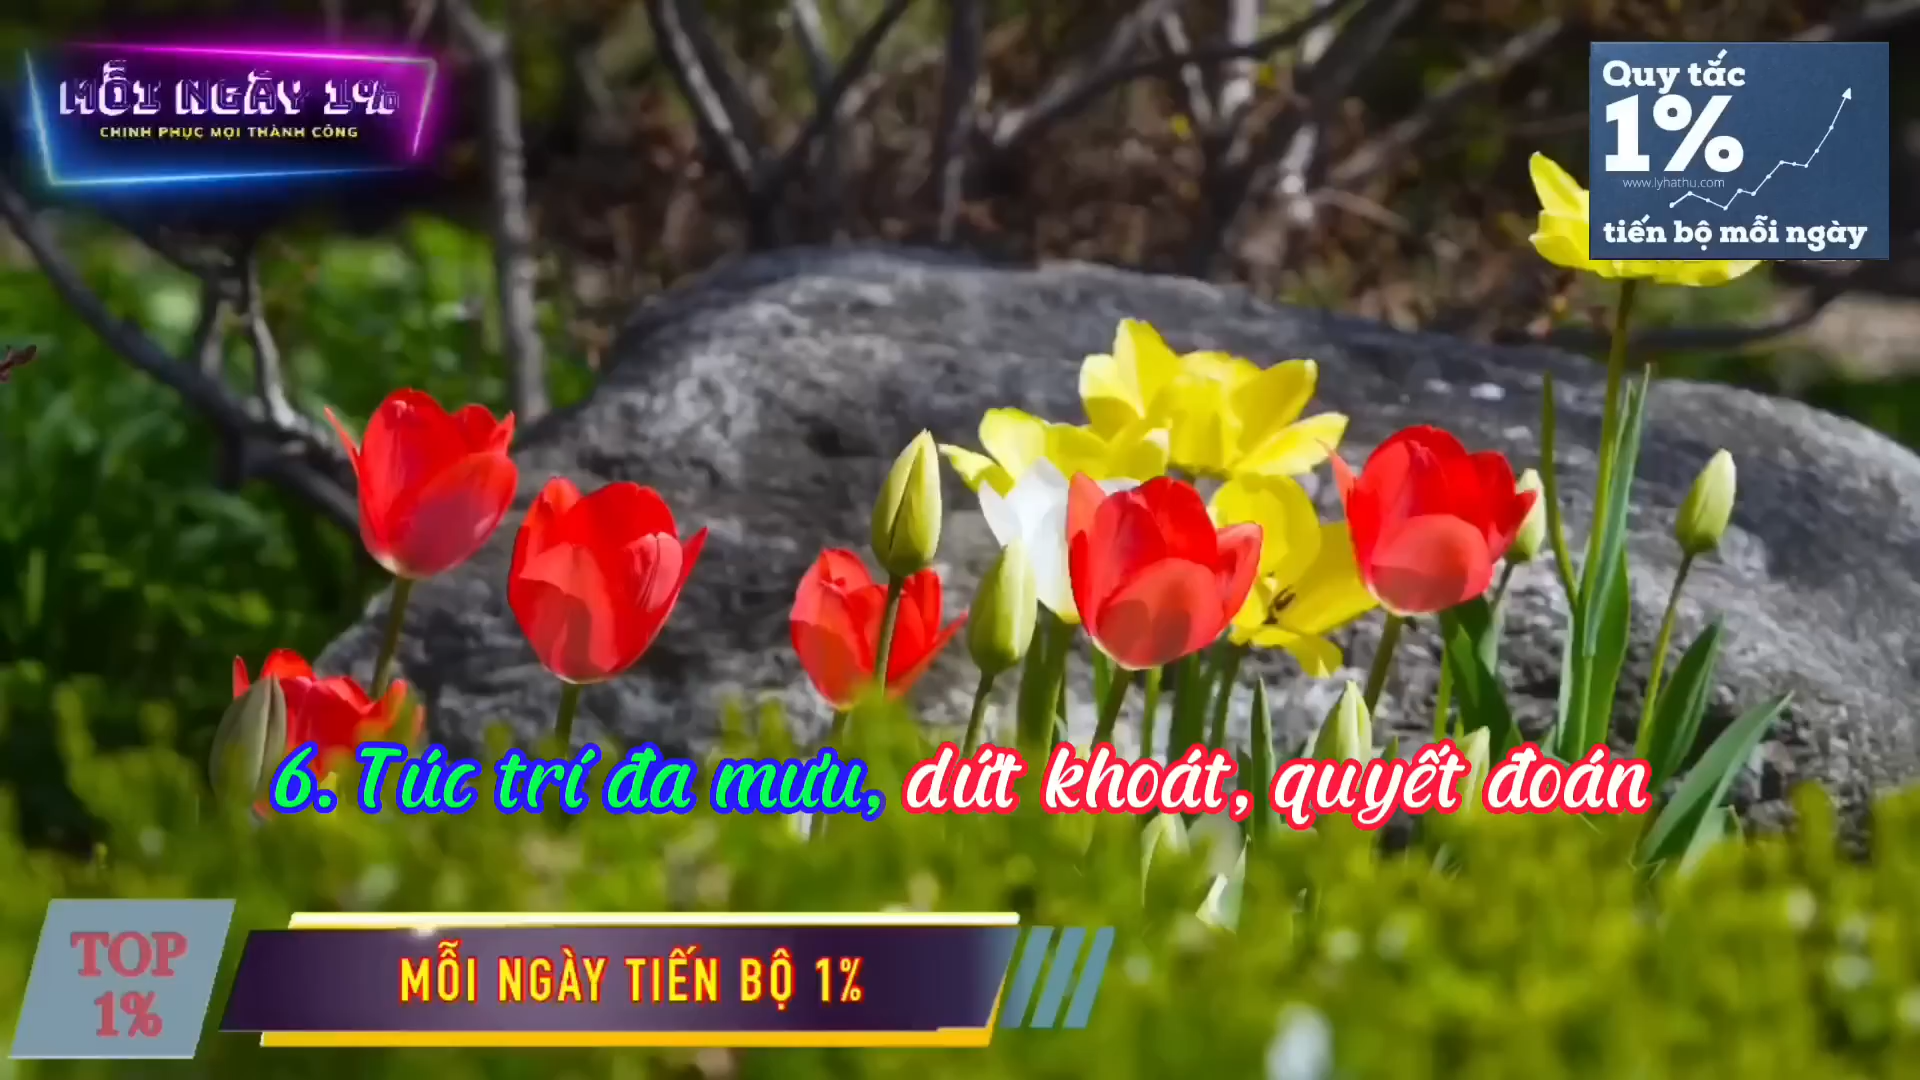 MỖI NGÀY 1%
CHINH PHỤC MỌI THÀNH CÔNG
Quy tắc
1%
www.lyhathu.com
tiến bộ mỗi ngày
6. Túc trí đa mưu, dứt khoát, quyết đoán
TOP
1%
MỖI NGÀY TIẾN BỘ 1%